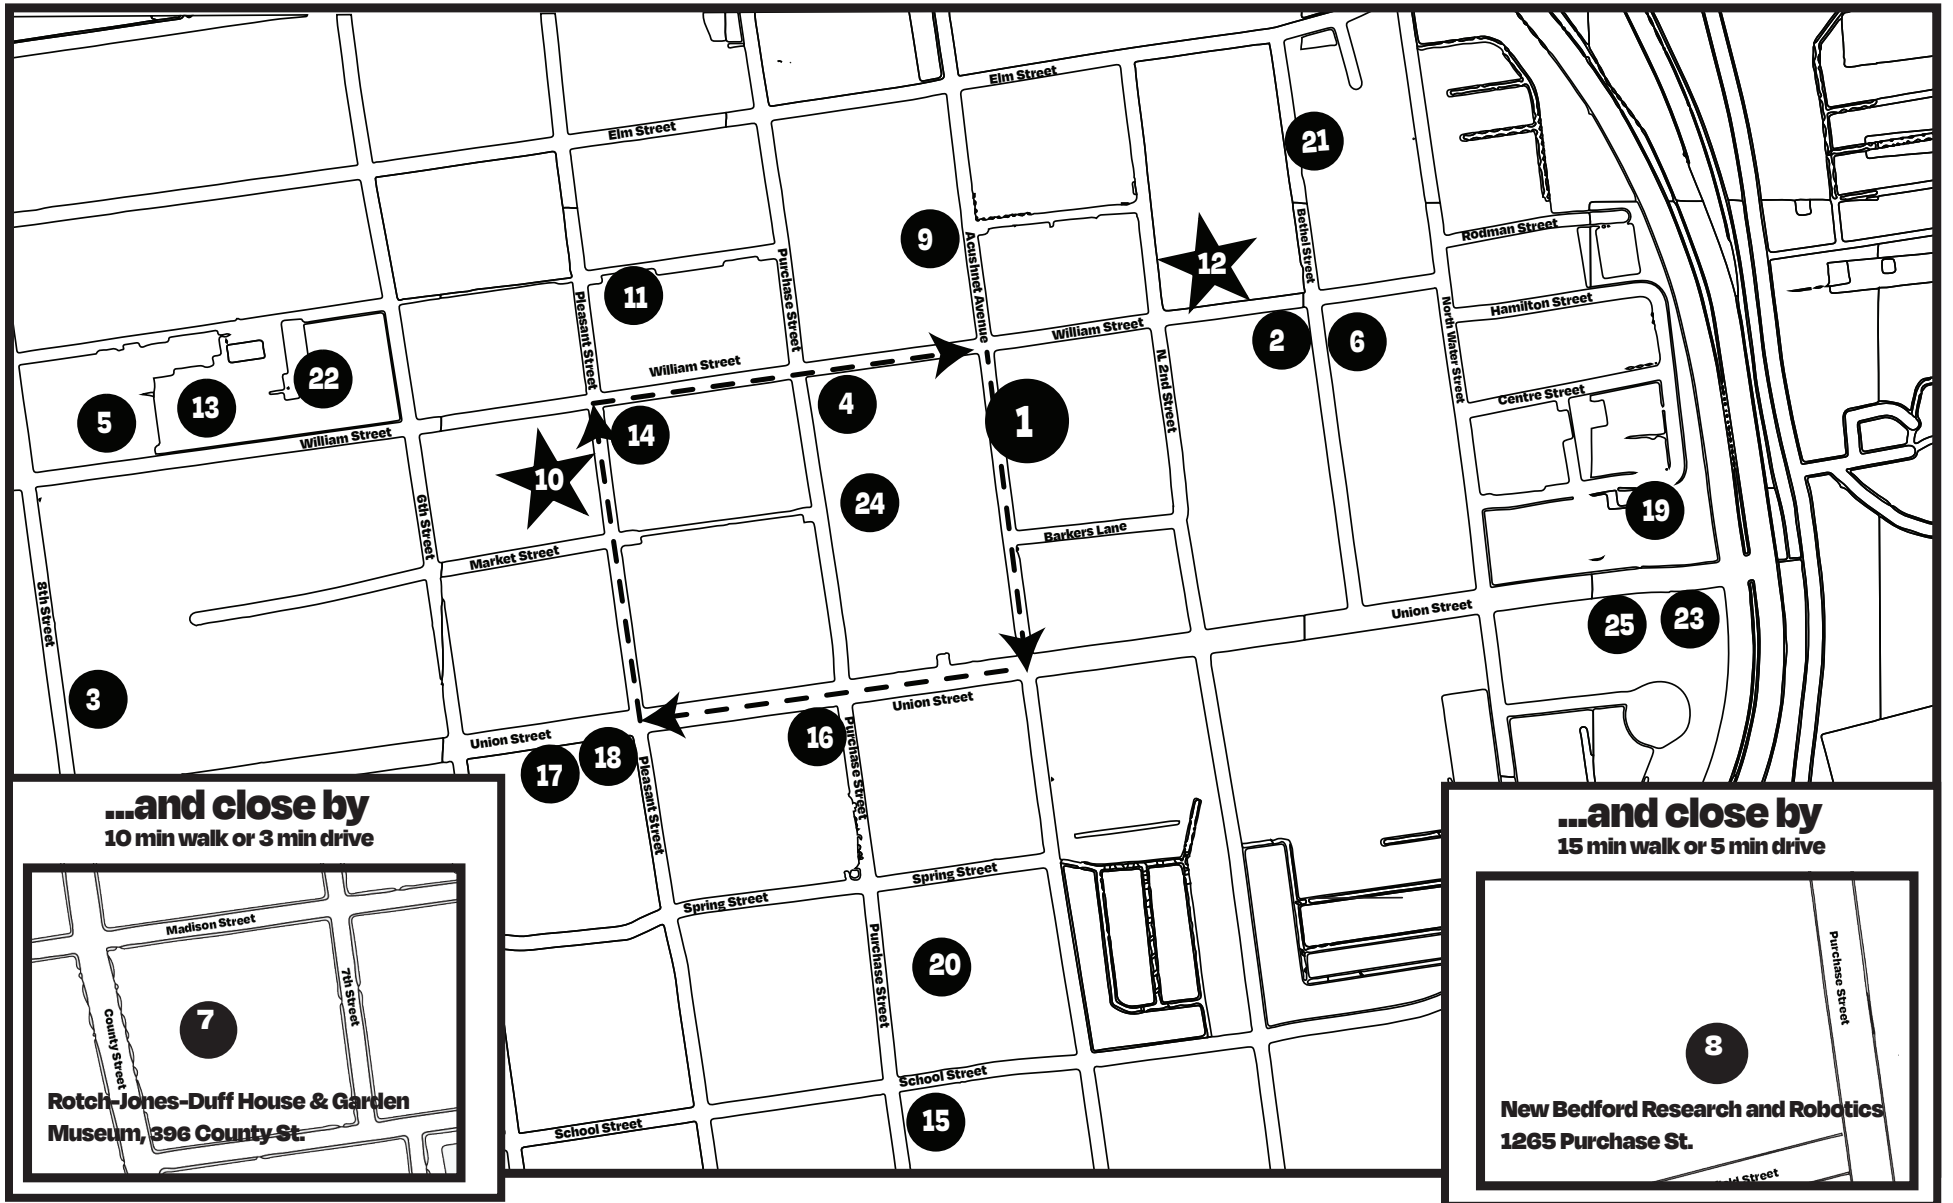 Elm Street
Elm Street
21
Bethel Street
Rodman Street
9
Acushnet Avenue
12
Purchase Street
11
Pleasant Street
Hamilton Street
North Water Street
William Street
2
6
William Street
N. 2nd Street
22
5
13
4
Centre Street
1
14
William Street
10
24
19
6th Street
Barkers Lane
Market Street
8th Street
Union Street
25
23
3
Union Street
16
Purchase Street
Union Street
17
18
Pleasant Street
Spring Street
Spring Street
Purchase Street
20
School Street
15
School Street
...and close by
10 min walk or 3 min drive
Madison Street
7th Street
County Street
7
Rotch-Jones-Duff House & Garden
Museum, 396 County St.
...and close by
15 min walk or 5 min drive
Purchase Street
8
New Bedford Research and Robotics
1265 Purchase St.
Street